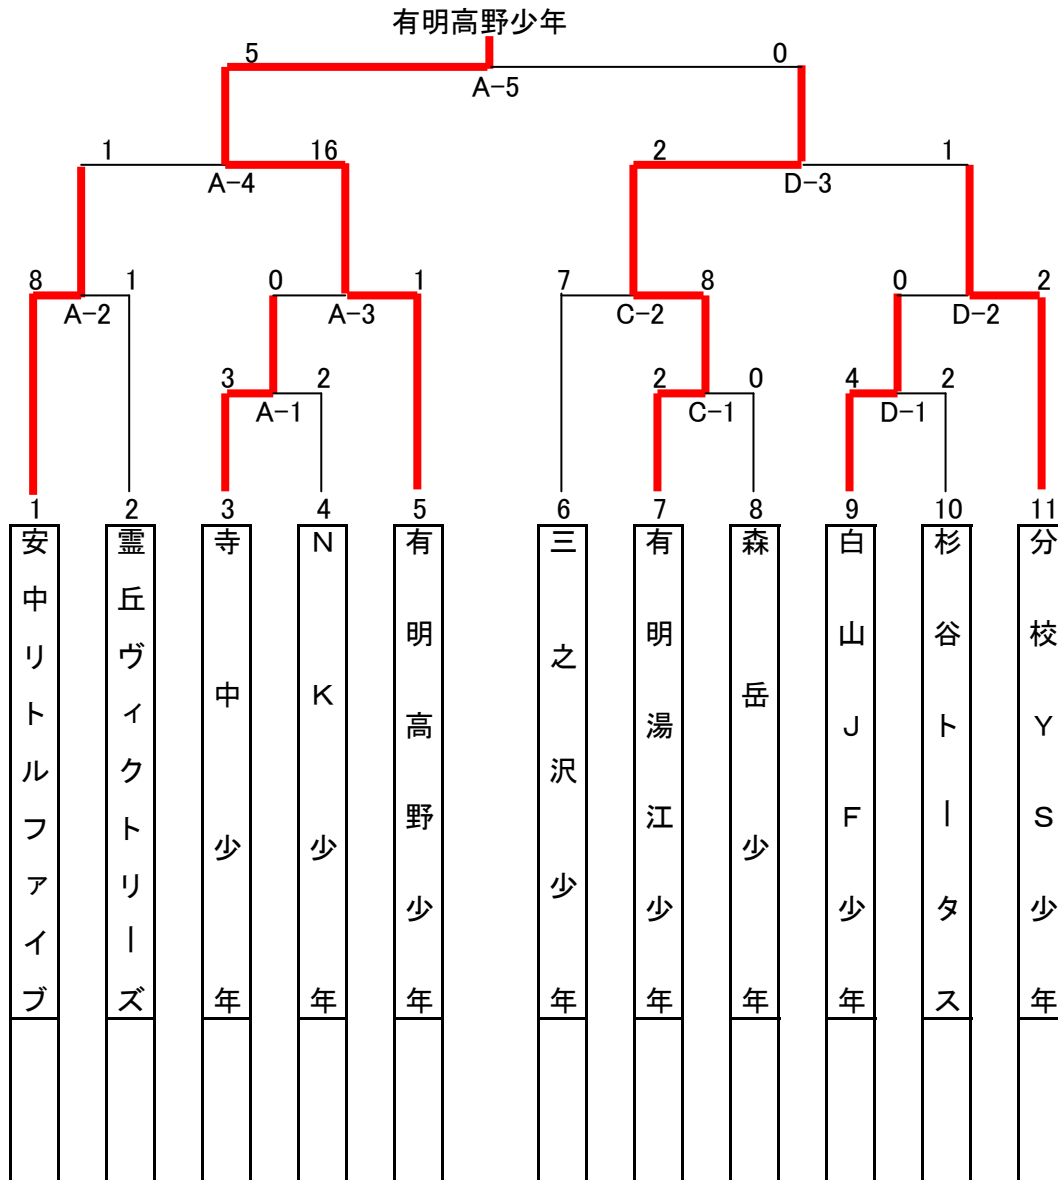 有明高野少年
5 0
A-5
1 16 2 1
A-4 D-3
8 1 0 1 7 8 0 2
A-2 A-3 C-2 D-2
3 2 2 0 4 2
A-1 C-1 D-1
1 2 3 4 5 6 7 8 9 10 11
安中リトルファイブ
霊丘ヴィクトリーズ
寺中少年
NK少年
有明高野少年
三之沢少年
有明湯江少年
森岳少年
白山JF少年
杉谷トータス
分校YS少年